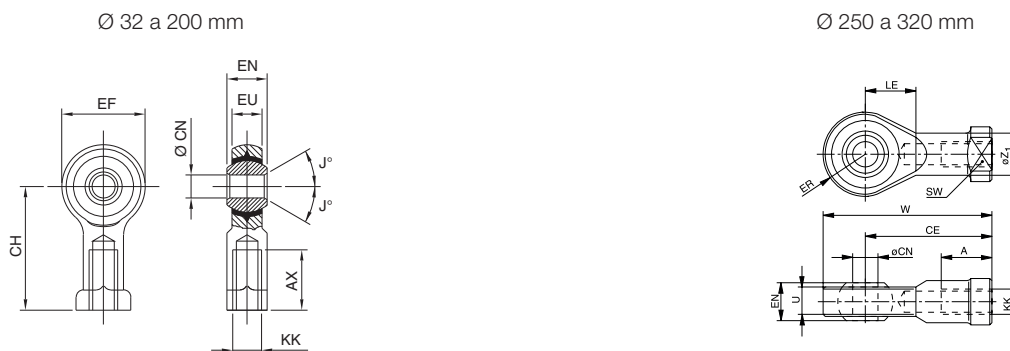 Ø 32 a 200 mm
Ø 250 a 320 mm
EN
EU
EF
Ø CN
J°
J°
CH
AX
KK
LE
øZ1
ER
SW
W
CE
øCN
A
EN
U
KK